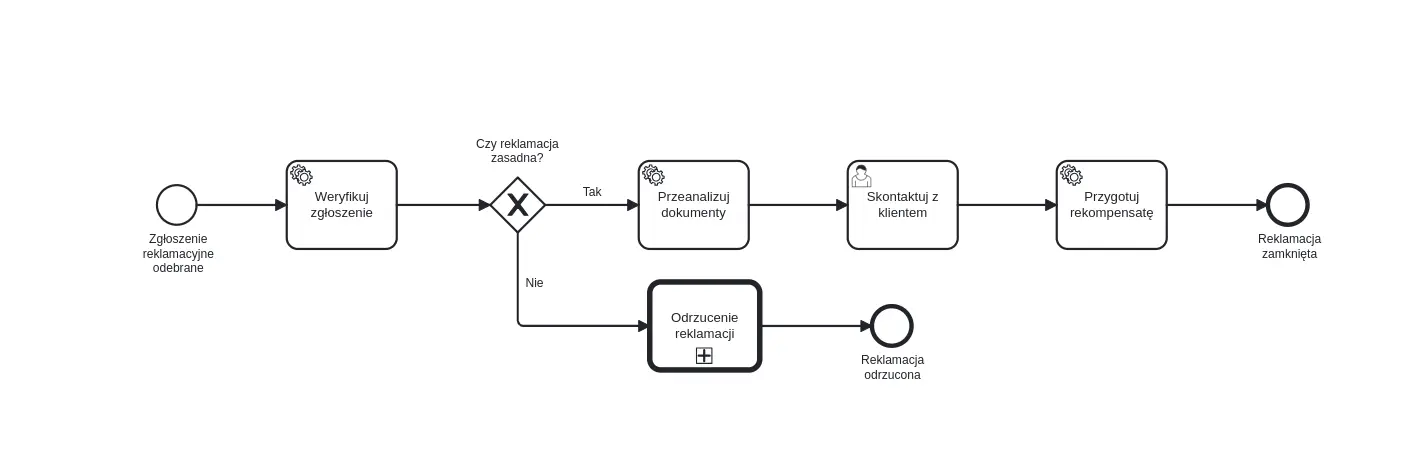 Zgłoszenie
reklamacyjne
odebrane
Weryfikuj
zgłoszenie
Czy reklamacja
zasadna?
Tak
Przeanalizuj
dokumenty
Skontaktuj z
klientem
Przygotuj
rekompensatę
Reklamacja
zamknięta
Nie
Odrzucenie
reklamacji
Reklamacja
odrzucona